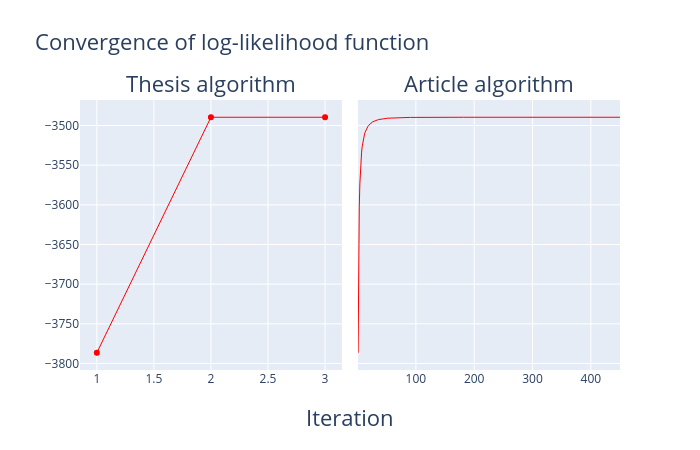 Convergence of log-likelihood function
Thesis algorithm
Article algorithm
−3500
−3550
−3600
−3650
−3700
−3750
−3800
1 1.5 2 2.5 3
100 200 300 400
Iteration